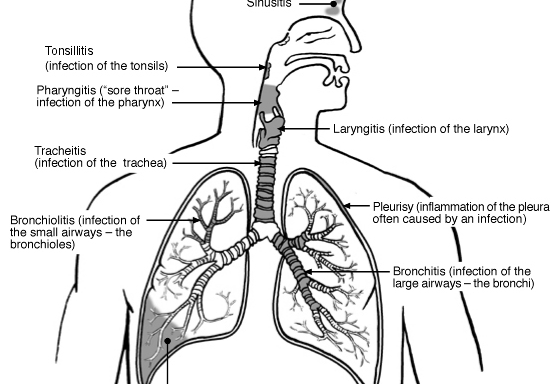 Sinusitis
Tonsillitis
(infection of the tonsils)
Pharyngitis (“sore throat” –
infection of the pharynx)
Laryngitis (infection of the larynx)
Tracheitis
(infection of the trachea)
Pleurisy (inflammation of the pleura
often caused by an infection)
Bronchiolitis (infection of
the small airways – the
bronchioles)
Bronchitis (infection of the
large airways – the bronchi)